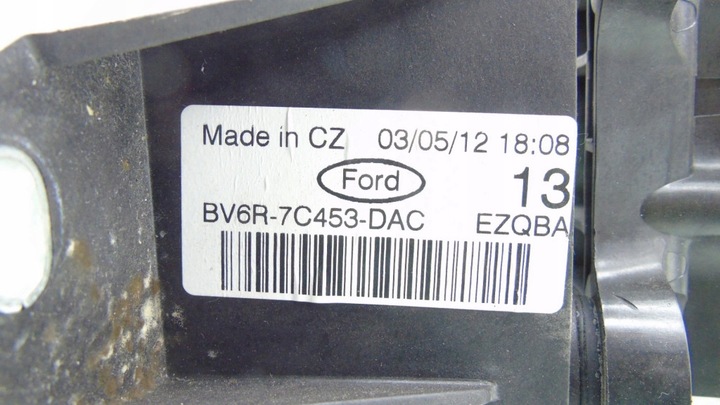 Made in CZ 03/05/12 18:08
Ford 13
BV6R-7C453-DAC EZQBA